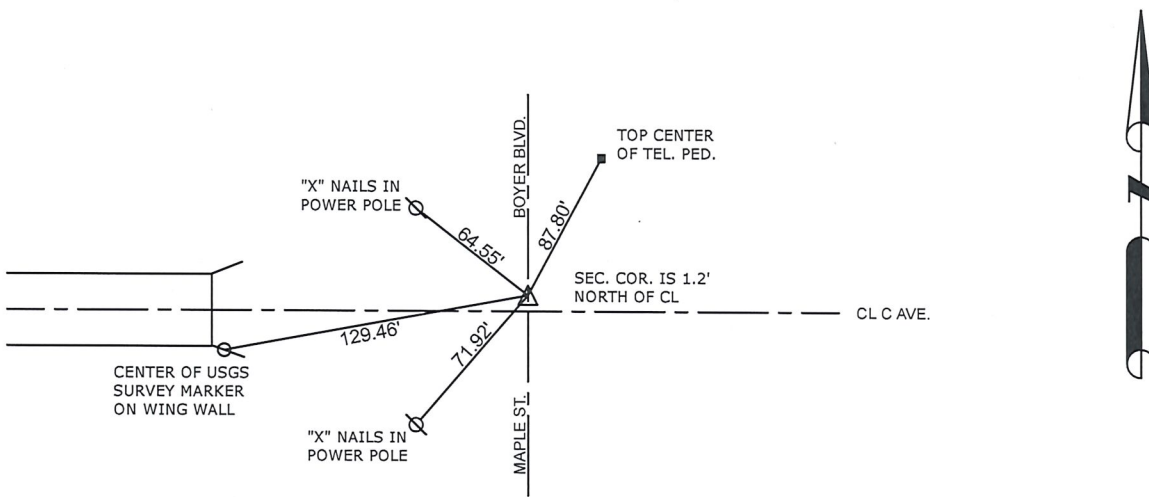 TOP CENTER
OF TEL. PED.
BOYER BLVD.
"X" NAILS IN
POWER POLE
64.55'
87.80'
SEC. COR. IS 1.2'
NORTH OF CL
CL C AVE.
129.46'
71.92'
CENTER OF USGS
SURVEY MARKER
ON WING WALL
"X" NAILS IN
POWER POLE
MAPLE ST.
N